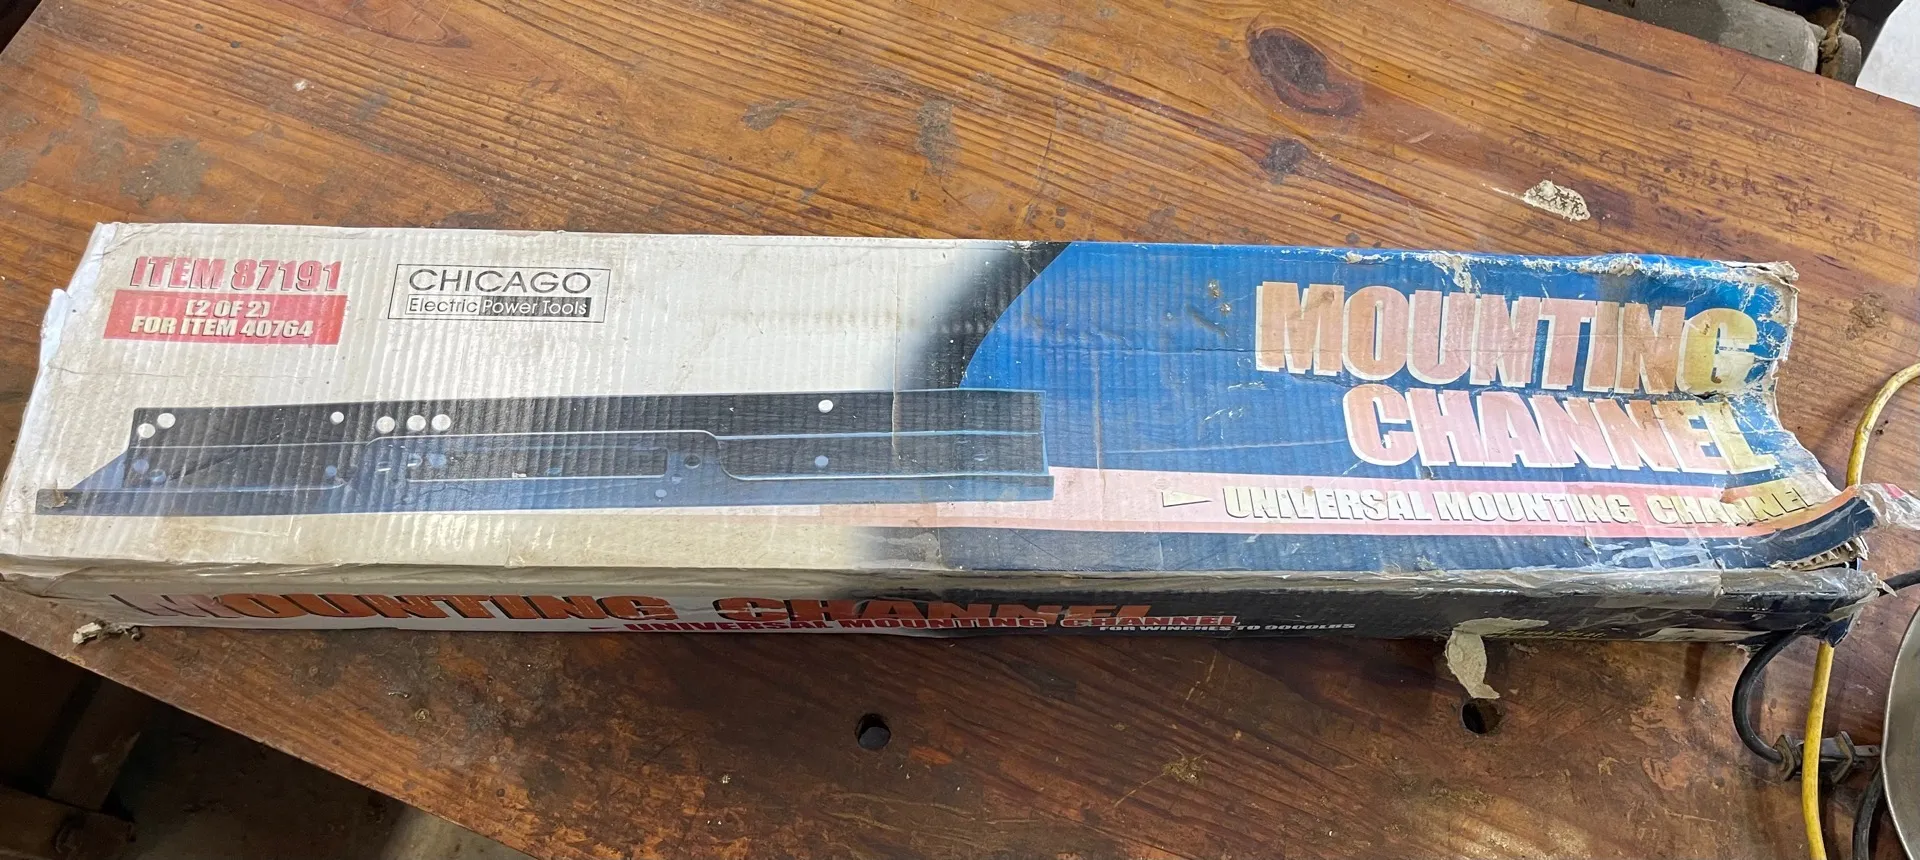 ITEM 87191
(2 OF 2)
FOR ITEM 40764
CHICAGO
Electric Power Tools
MOUNTING
CHANNEL
UNIVERSAL MOUNTING CHANNEL
MOUNTING CHANNEL
UNIVERSAL MOUNTING CHANNEL
FOR WINCHES TO 9000LBS